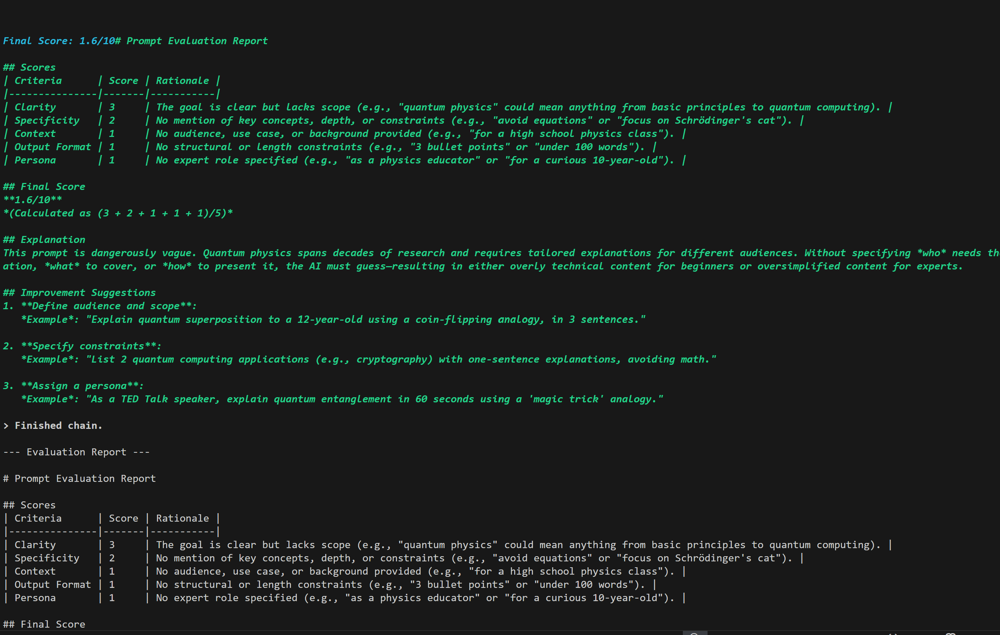 Final Score: 1.6/10# Prompt Evaluation Report
## Scores
| Criteria | Score | Rationale |
|---------------|-------|-----------|
| Clarity | 3 | The goal is clear but lacks scope (e.g., "quantum physics" could mean anything from basic principles to quantum computing). |
| Specificity | 2 | No mention of key concepts, depth, or constraints (e.g., "avoid equations" or "focus on Schrödinger's cat"). |
| Context | 1 | No audience, use case, or background provided (e.g., "for a high school physics class"). |
| Output Format | 1 | No structural or length constraints (e.g., "3 bullet points" or "under 100 words"). |
| Persona | 1 | No expert role specified (e.g., "as a physics educator" or "for a curious 10-year-old"). |
## Final Score
**1.6/10**
*(Calculated as (3 + 2 + 1 + 1 + 1)/5)*
## Explanation
This prompt is dangerously vague. Quantum physics spans decades of research and requires tailored explanations for different audiences. Without specifying *who* needs
ation, *what* to cover, or *how* to present it, the AI must guess—resulting in either overly technical content for beginners or oversimplified content for experts.
## Improvement Suggestions
1. **Define audience and scope**:
*Example*: "Explain quantum superposition to a 12-year-old using a coin-flipping analogy, in 3 sentences."
2. **Specify constraints**:
*Example*: "List 2 quantum computing applications (e.g., cryptography) with one-sentence explanations, avoiding math."
3. **Assign a persona**:
*Example*: "As a TED Talk speaker, explain quantum entanglement in 60 seconds using a 'magic trick' analogy."
> Finished chain.
--- Evaluation Report ---
# Prompt Evaluation Report
## Scores
| Criteria | Score | Rationale |
|---------------|-------|-----------|
| Clarity | 3 | The goal is clear but lacks scope (e.g., "quantum physics" could mean anything from basic principles to quantum computing). |
| Specificity | 2 | No mention of key concepts, depth, or constraints (e.g., "avoid equations" or "focus on Schrödinger's cat"). |
| Context | 1 | No audience, use case, or background provided (e.g., "for a high school physics class"). |
| Output Format | 1 | No structural or length constraints (e.g., "3 bullet points" or "under 100 words"). |
| Persona | 1 | No expert role specified (e.g., "as a physics educator" or "for a curious 10-year-old"). |
## Final Score